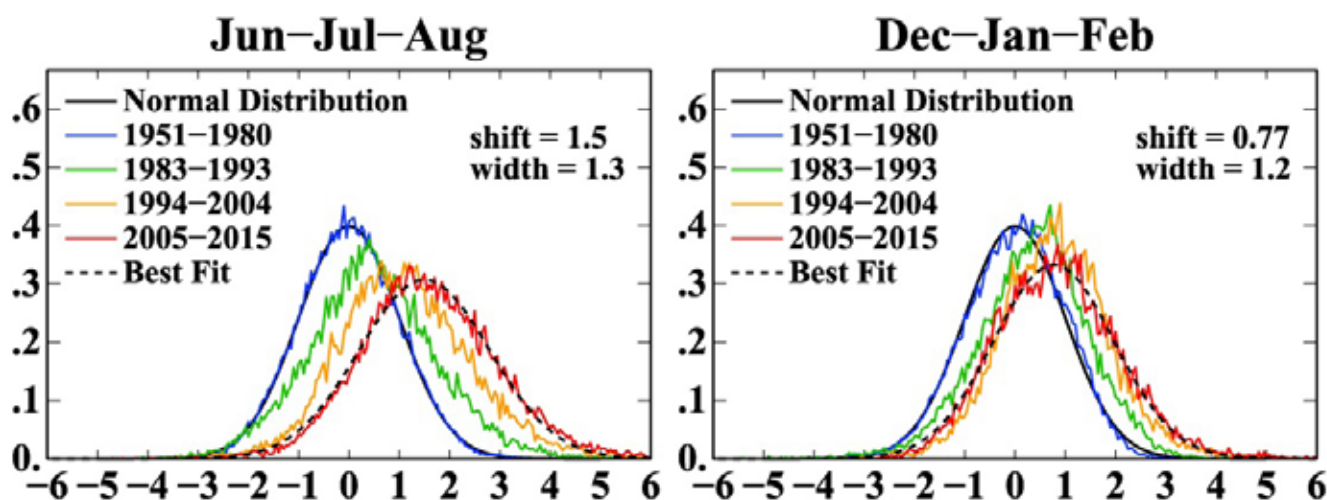 Jun−Jul−Aug
.6
.5
.4
.3
.2
.1
0.
Normal Distribution
1951−1980
1983−1993
1994−2004
2005−2015
Best Fit
shift = 1.5
width = 1.3
−6 −5 −4 −3 −2 −1 0 1 2 3 4 5 6
Dec−Jan−Feb
.6
.5
.4
.3
.2
.1
0.
Normal Distribution
1951−1980
1983−1993
1994−2004
2005−2015
Best Fit
shift = 0.77
width = 1.2
−6 −5 −4 −3 −2 −1 0 1 2 3 4 5 6